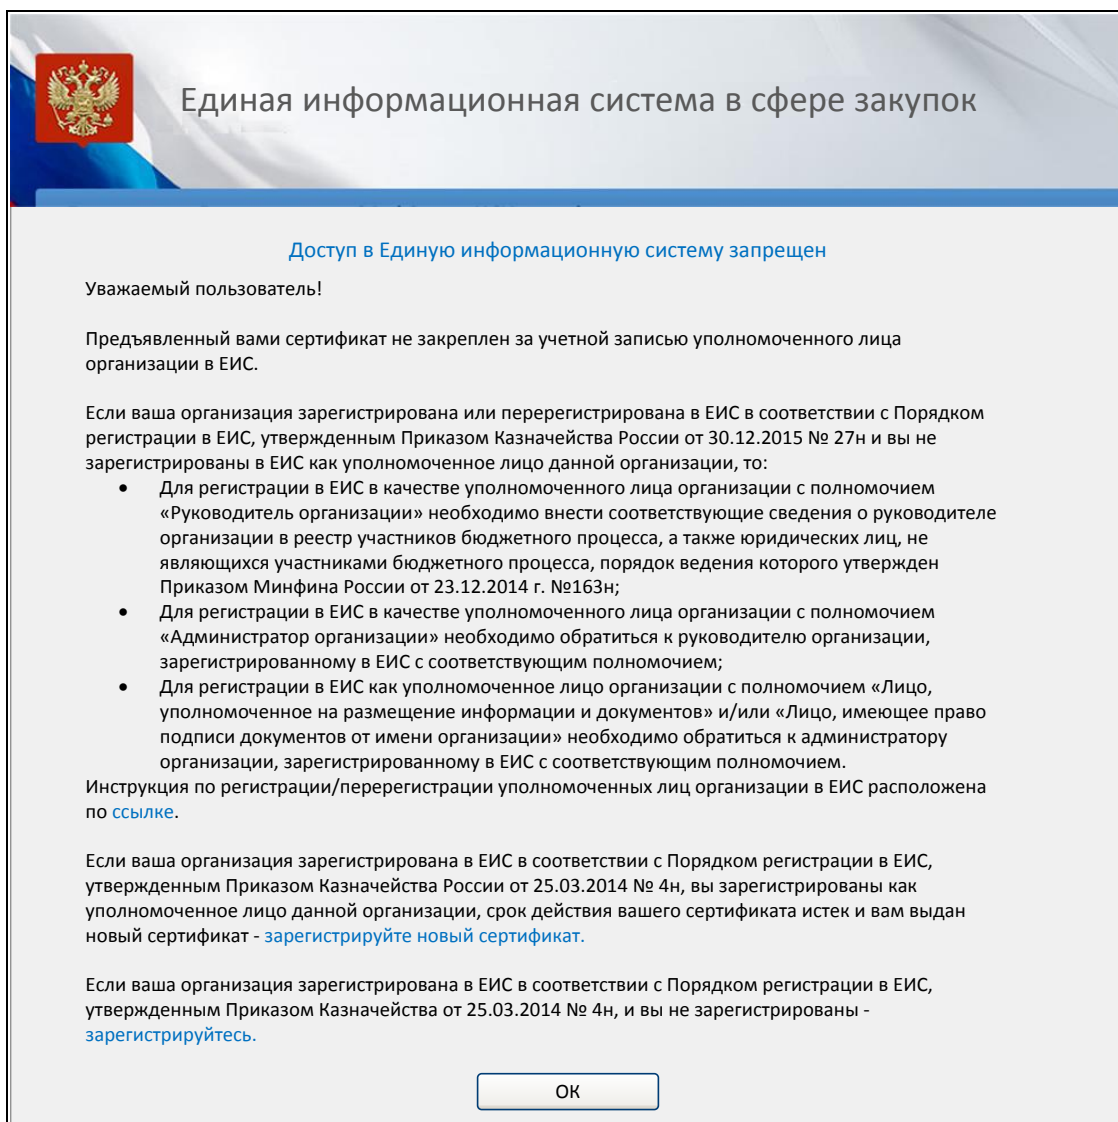 Единая информационная система в сфере закупок
Доступ в Единую информационную систему запрещен
Уважаемый пользователь!
Предъявленный вами сертификат не закреплен за учетной записью уполномоченного лица
организации в ЕИС.
Если ваша организация зарегистрирована или перерегистрирована в ЕИС в соответствии с Порядком
регистрации в ЕИС, утвержденным Приказом Казначейства России от 30.12.2015 № 27н и вы не
зарегистрированы в ЕИС как уполномоченное лицо данной организации, то:
• Для регистрации в ЕИС в качестве уполномоченного лица организации с полномочием
«Руководитель организации» необходимо внести соответствующие сведения о руководителе
организации в реестр участников бюджетного процесса, а также юридических лиц, не
являющихся участниками бюджетного процесса, порядок ведения которого утвержден
Приказом Минфина России от 23.12.2014 г. №163н;
• Для регистрации в ЕИС в качестве уполномоченного лица организации с полномочием
«Администратор организации» необходимо обратиться к руководителю организации,
зарегистрированному в ЕИС с соответствующим полномочием;
• Для регистрации в ЕИС как уполномоченное лицо организации с полномочием «Лицо,
уполномоченное на размещение информации и документов» и/или «Лицо, имеющее право
подписи документов от имени организации» необходимо обратиться к администратору
организации, зарегистрированному в ЕИС с соответствующим полномочием.
Инструкция по регистрации/перерегистрации уполномоченных лиц организации в ЕИС расположена
по ссылке.
Если ваша организация зарегистрирована в ЕИС в соответствии с Порядком регистрации в ЕИС,
утвержденным Приказом Казначейства России от 25.03.2014 № 4н, вы зарегистрированы как
уполномоченное лицо данной организации, срок действия вашего сертификата истек и вам выдан
новый сертификат - зарегистрируйте новый сертификат.
Если ваша организация зарегистрирована в ЕИС в соответствии с Порядком регистрации в ЕИС,
утвержденным Приказом Казначейства от 25.03.2014 № 4н, и вы не зарегистрированы -
зарегистрируйтесь.
ОК